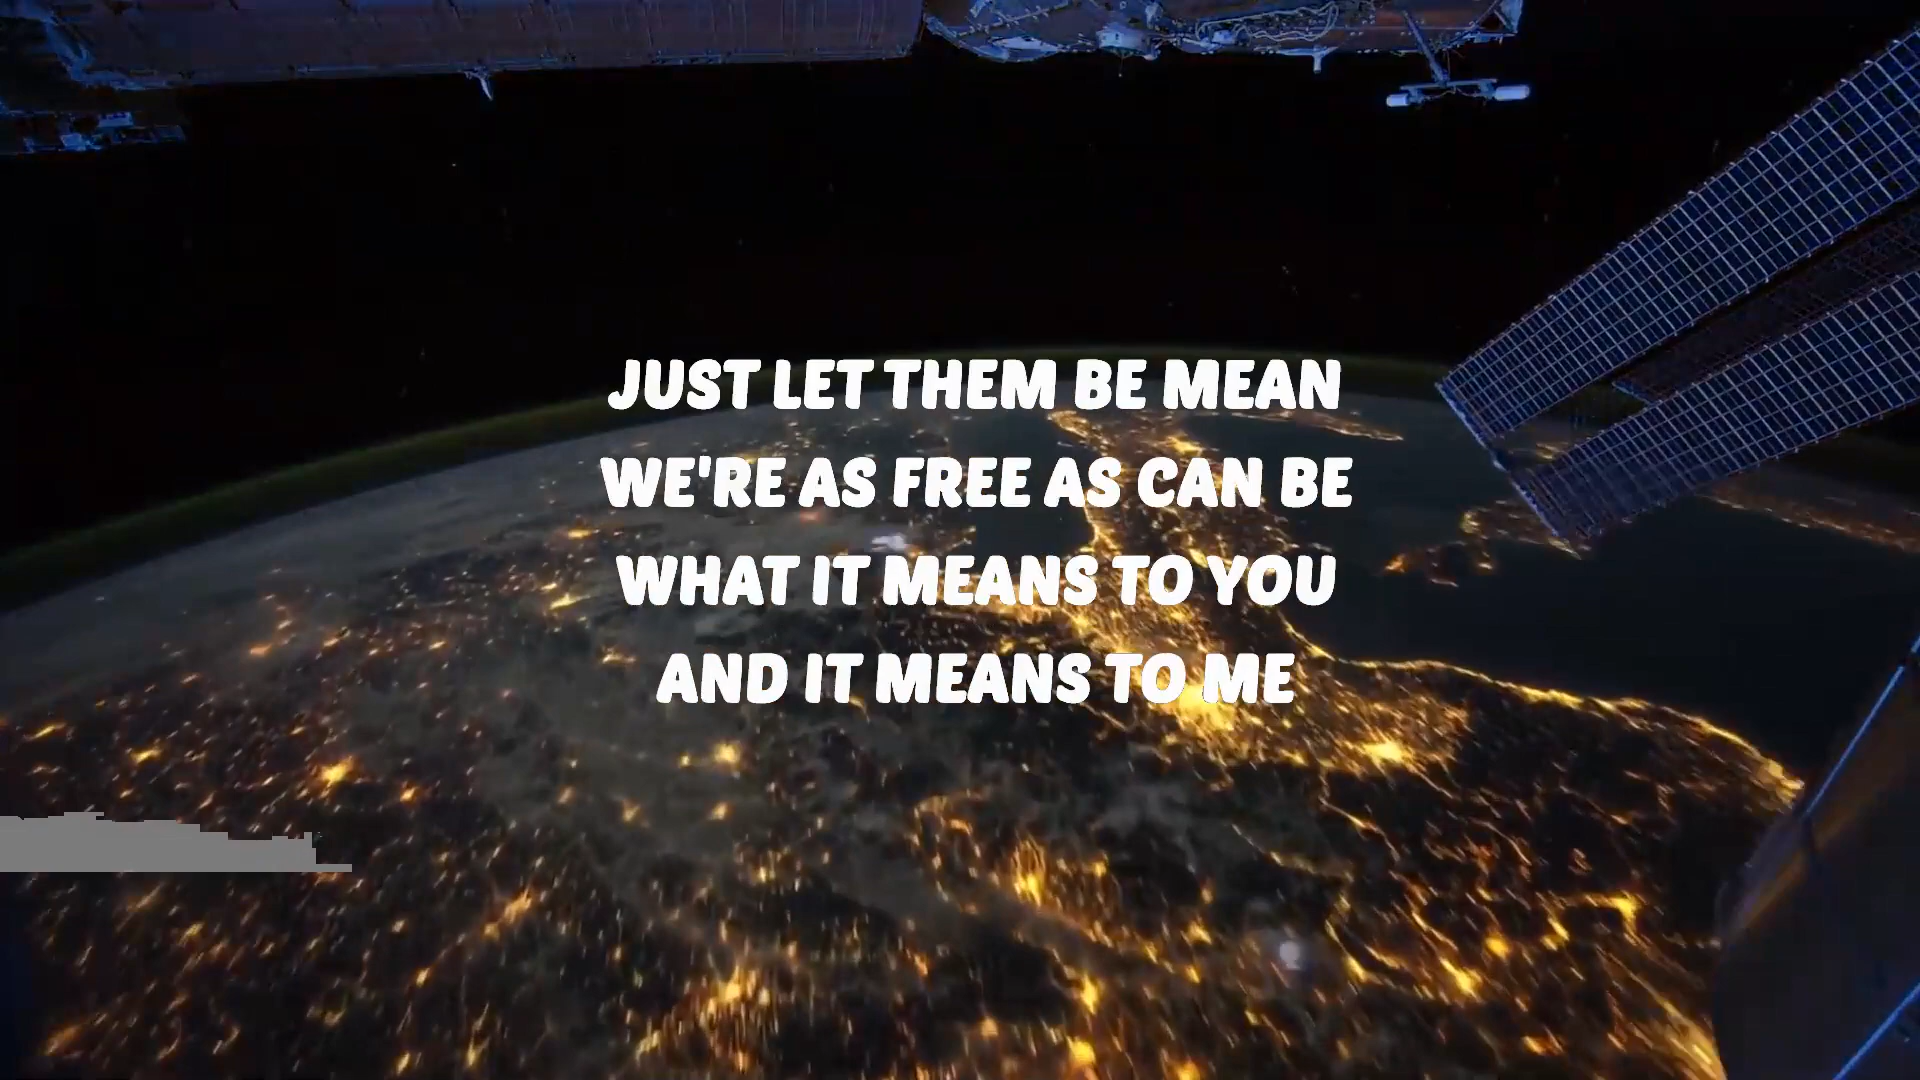 JUST LET THEM BE MEAN
WE'RE AS FREE AS CAN BE
WHAT IT MEANS TO YOU
AND IT MEANS TO ME